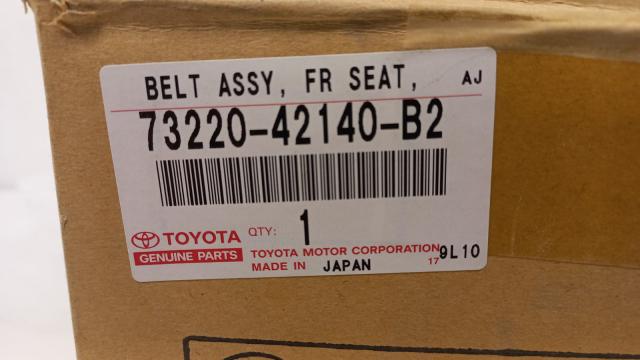 BELT ASSY, FR SEAT, AJ
73220-42140-B2
QTY: 1
TOYOTA
GENUINE PARTS
TOYOTA MOTOR CORPORATION
MADE IN JAPAN 17 9L10